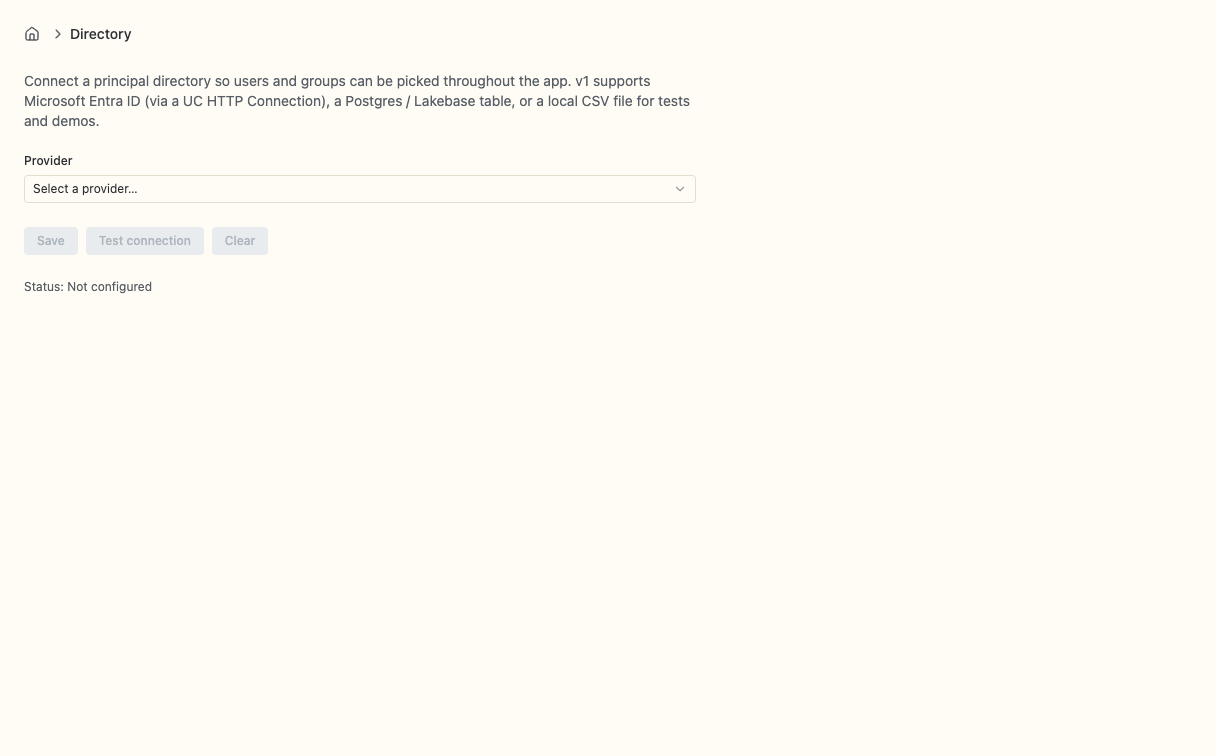 Directory
Connect a principal directory so users and groups can be picked throughout the app. v1 supports
Microsoft Entra ID (via a UC HTTP Connection), a Postgres / Lakebase table, or a local CSV file for tests
and demos.
Provider
Select a provider...
Save Test connection Clear
Status: Not configured